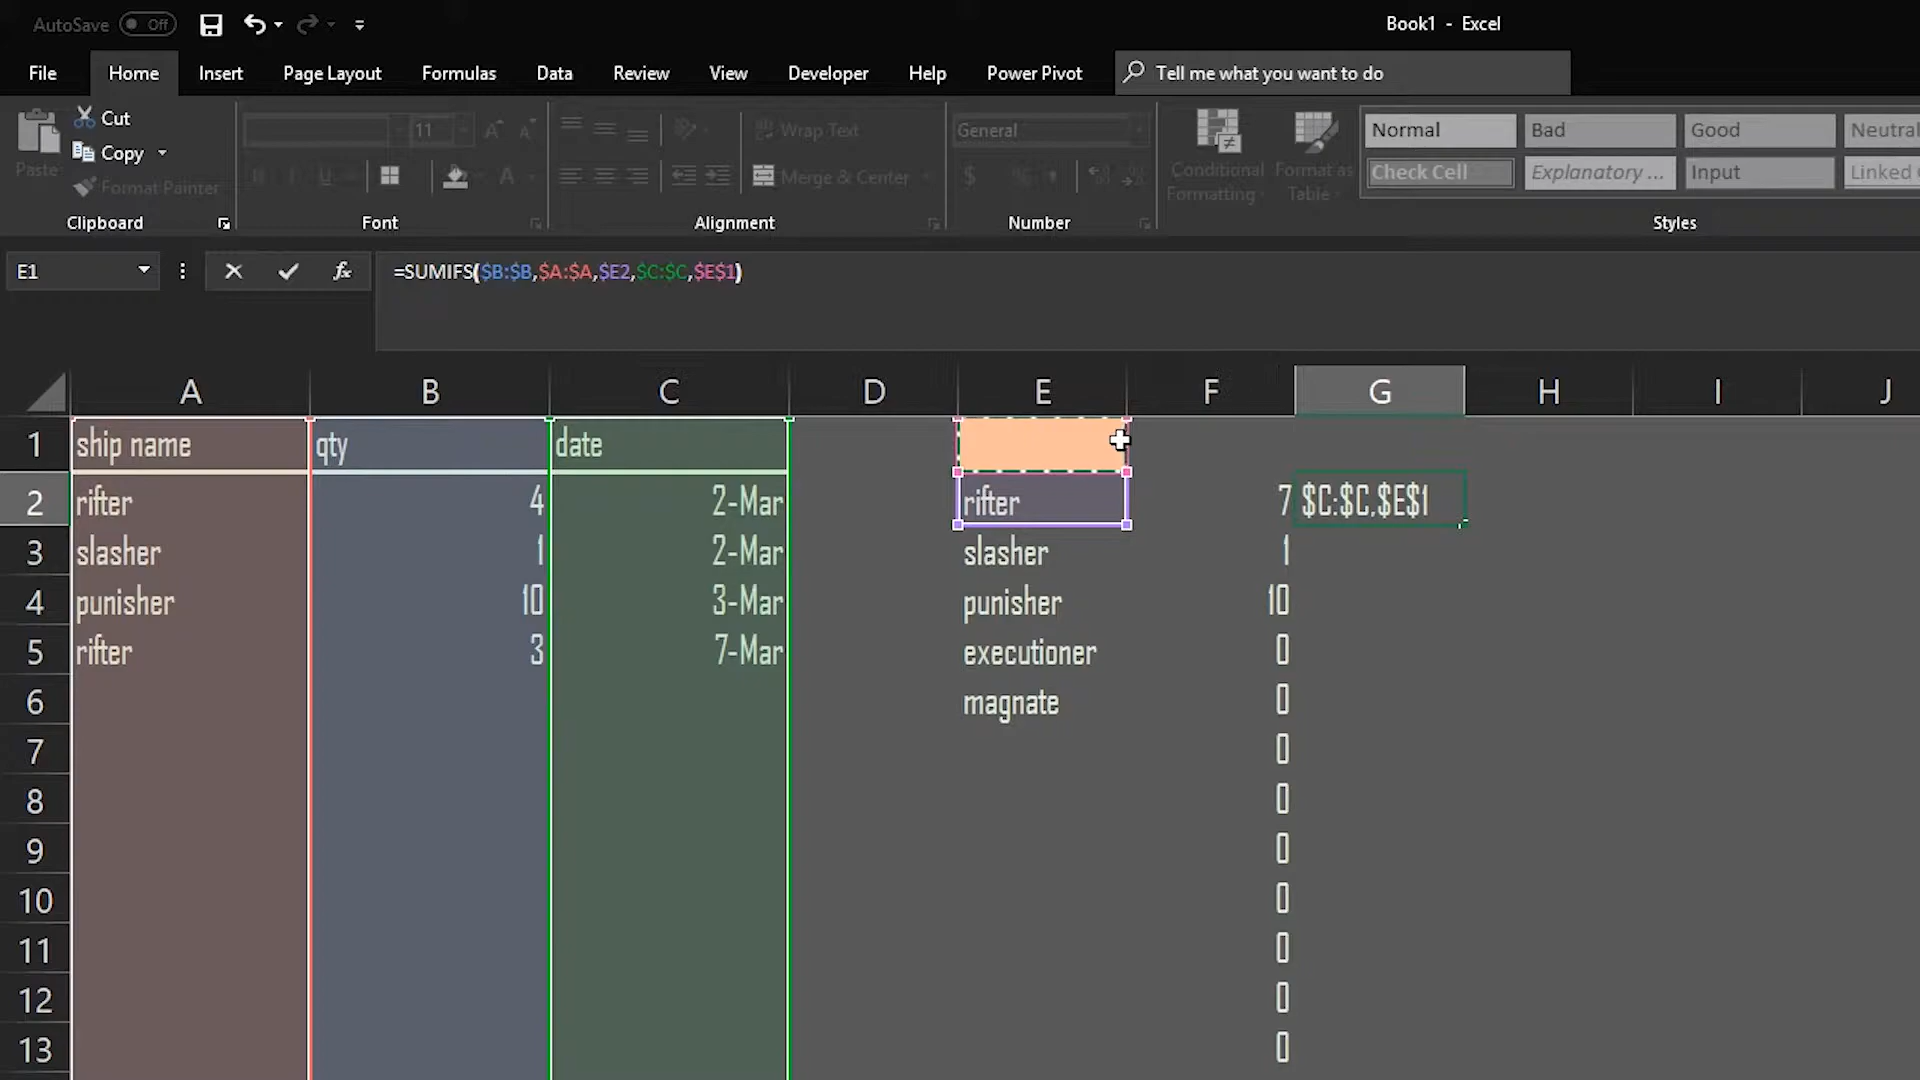 AutoSave Off
Book1 - Excel
File Home Insert Page Layout Formulas Data Review View Developer Help Power Pivot Tell me what you want to do
Paste
Cut
Copy
Format Painter
Clipboard
11 A A
B I U A
Font
Wrap Text
Merge & Center
Alignment
General
$ %
Number
Conditional Formatting
Format as Table
Normal Bad Good Neutral
Check Cell Explanatory ... Input Linked
Styles
E1 fx =SUMIFS($B:$B,$A:$A,$E2,$C:$C,$E$1)
A B C D E F G H I J
1 ship name qty date
2 rifter 4 2-Mar rifter 7 $C:$C,$E$1
3 slasher 1 2-Mar slasher 1
4 punisher 10 3-Mar punisher 10
5 rifter 3 7-Mar executioner 0
6 magnate 0
7 0
8 0
9 0
10 0
11 0
12 0
13 0